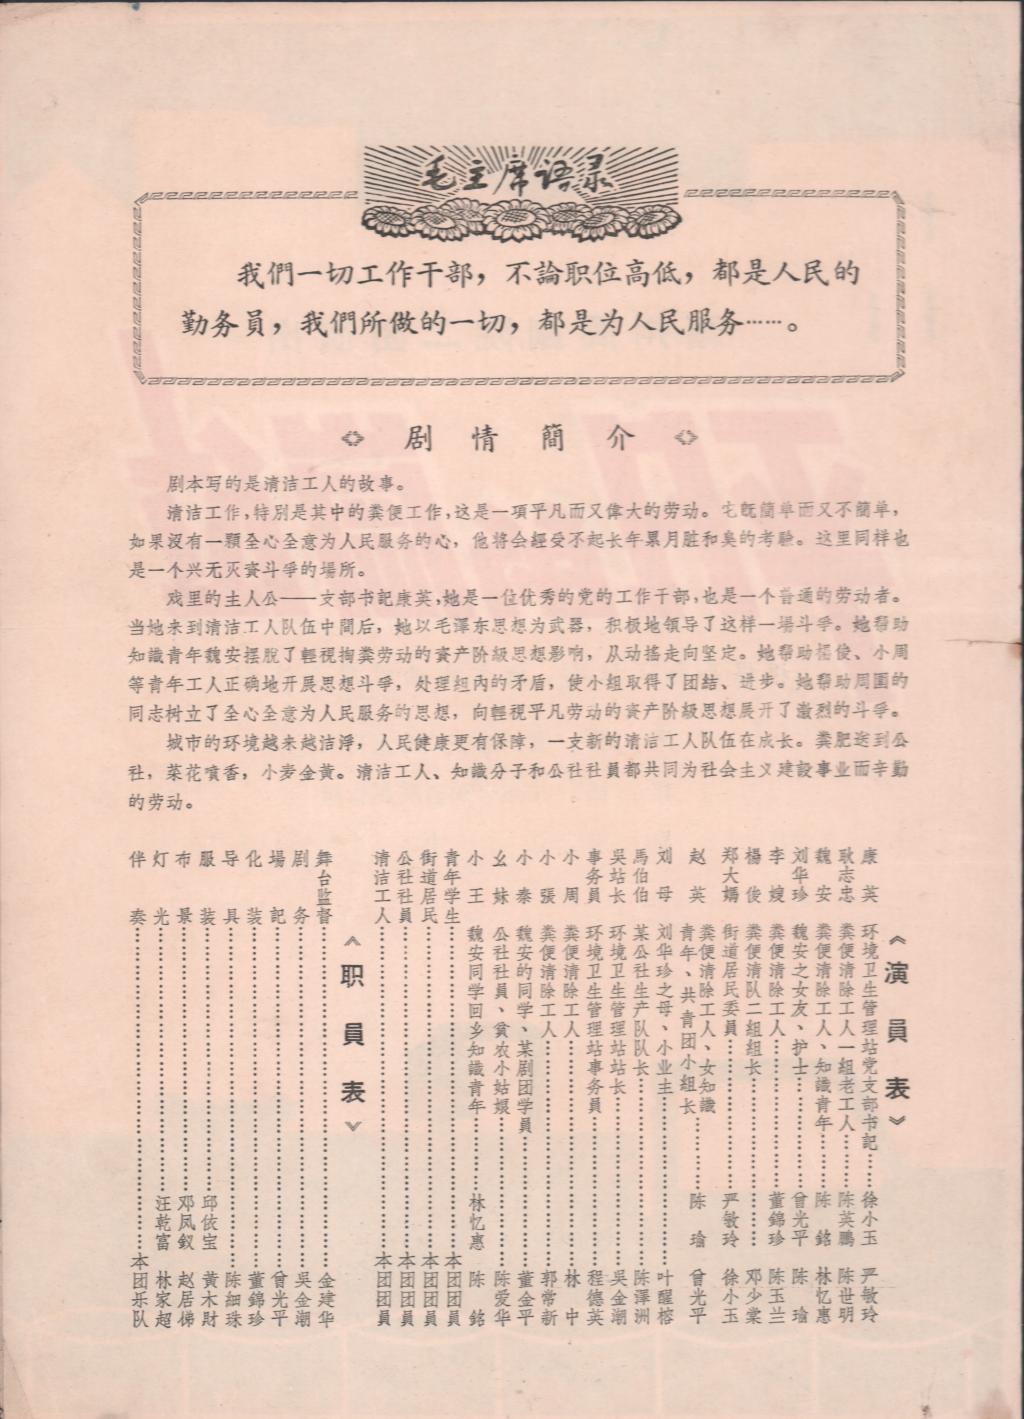 毛主席语录
我們一切工作干部，不論职位高低，都是人民的
勤务員，我們所做的一切，都是为人民服务……。
剧情簡介
剧本写的是清洁工人的故事。
清洁工作，特別是其中的粪便工作，这是一項平凡而又偉大的劳动。它旣簡单而又不簡单，
如果沒有一顆全心全意为人民服务的心，他将会經受不起长年累月脏和臭的考驗。这里同样也
是一个兴无灭資斗爭的場所。
戏里的主人公——支部书記康英，她是一位优秀的党的工作干部，也是一个普通的劳动者。
当她来到清洁工人队伍中間后，她以毛澤东思想为武器，积极地領导了这样一場斗爭。她帮助
知識青年魏安摆脫了輕視掏粪劳动的資产阶級思想影响，从动搖走向坚定。她帮助楊俊、小周
等青年工人正确地开展思想斗爭，处理組內的矛盾，使小組取得了团結、进步。她帮助周圍的
同志树立了全心全意为人民服务的思想，向輕視平凡劳动的資产阶級思想展开了激烈的斗爭。
城市的环境越来越洁淨，人民健康更有保障，一支新的清洁工人队伍在成长。粪肥送到公
社，菜花噴香，小麦金黄。清洁工人、知識分子和公社社員都共同为社会主义建設事业而辛勤
的劳动。
《演員表》
康英 环境卫生管理站党支部书記……徐小玉 严敏玲
耿志忠 粪便清除工人一組老工人……陈英鵬 陈世明
魏安 粪便清除工人、知識青年……陈銘 林忆惠
刘华珍 魏安之女友、护士……曾光平 陈瑜
李嫂 粪便清除工人……董錦珍 陈玉兰
楊俊 粪便清队二組組长……邓少棠
郑大媽 街道居民委員……严敏玲 徐小玉
赵英 粪便清除工人、女知識
青年、共青团小組长……陈瑜 曾光平
刘母 刘华珍之母、小业主……叶醒榕
馬伯伯 某公社生产队队长……陈澤洲
吳站长 环境卫生管理站站长……吳金潮
事务員 环境卫生管理站事务員……程德英
小周 粪便清除工人……林中
小張 粪便清除工人……郭常新
小秦 魏安的同学、某剧团学員……董金平
幺妹 公社社員、貧农小姑娘……陈爱华
小王 魏安同学回乡知識青年……林忆惠 陈銘
青年学生……本团团員
街道居民……本团团員
公社社員……本团团員
清洁工人……本团团員
《职員表》
舞台监督……金建华
剧务……吳金潮
場記……曾光平
化装……董錦珍
导具……陈細珠
服装……邱依宝 黄木財
布景……邓凤釵 赵居俤
灯光……汪乾富 林家超
伴奏……本团乐队